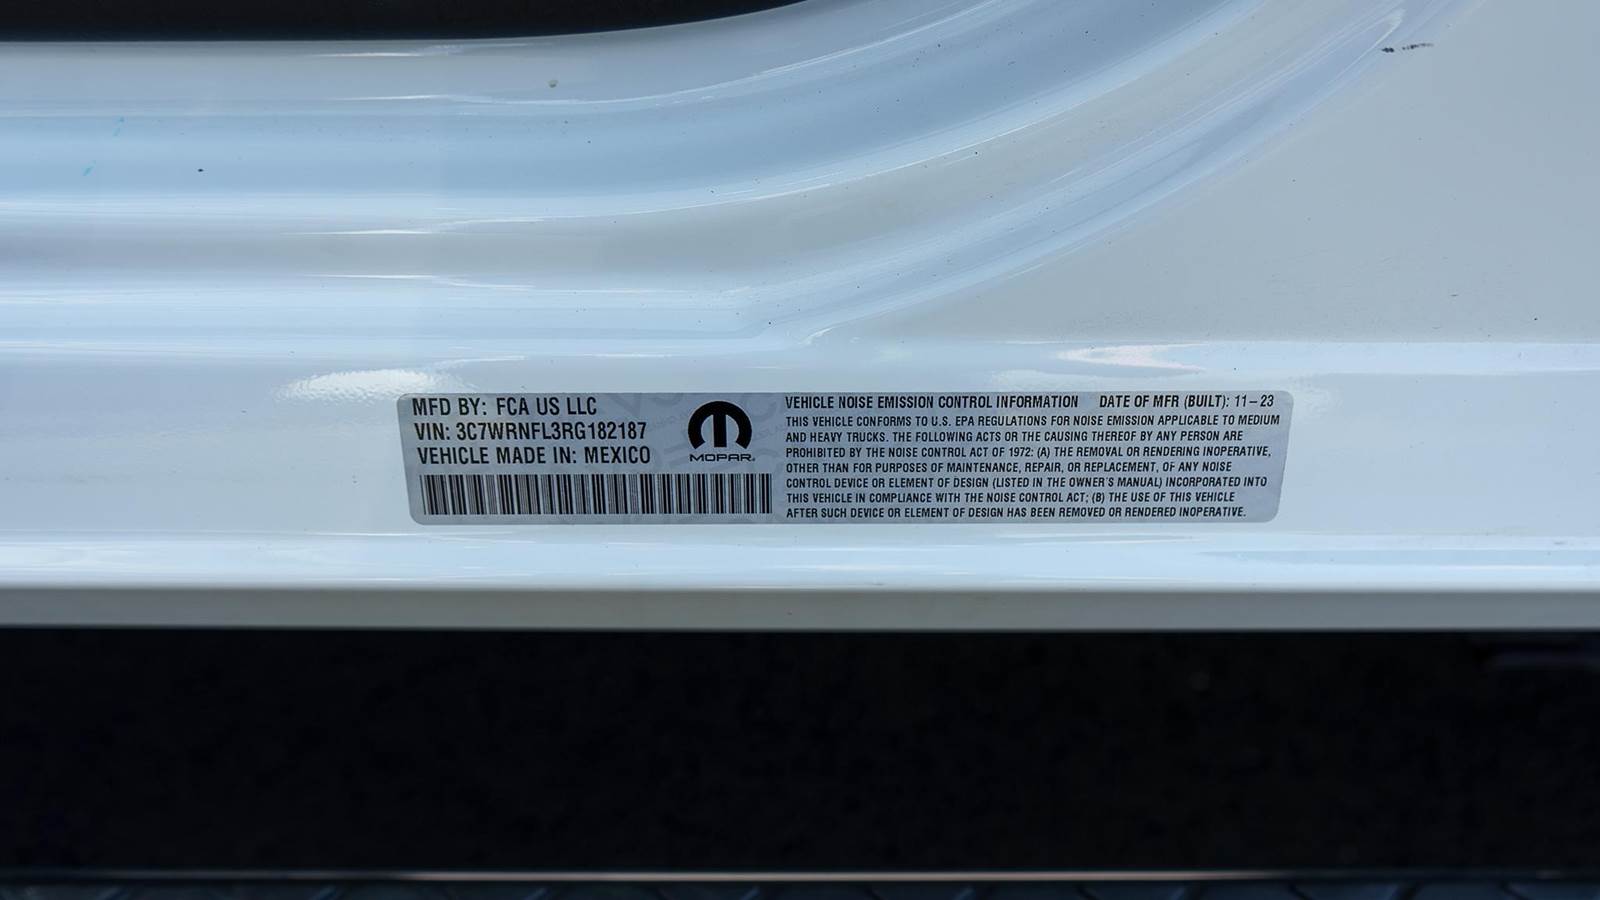 MFD BY: FCA US LLC
VIN: 3C7WRNFL3RG182187
VEHICLE MADE IN: MEXICO
MOPAR®
VEHICLE NOISE EMISSION CONTROL INFORMATION DATE OF MFR (BUILT): 11–23
THIS VEHICLE CONFORMS TO U.S. EPA REGULATIONS FOR NOISE EMISSION APPLICABLE TO MEDIUM
AND HEAVY TRUCKS. THE FOLLOWING ACTS OR THE CAUSING THEREOF BY ANY PERSON ARE
PROHIBITED BY THE NOISE CONTROL ACT OF 1972: (A) THE REMOVAL OR RENDERING INOPERATIVE,
OTHER THAN FOR PURPOSES OF MAINTENANCE, REPAIR, OR REPLACEMENT, OF ANY NOISE
CONTROL DEVICE OR ELEMENT OF DESIGN (LISTED IN THE OWNER'S MANUAL) INCORPORATED INTO
THIS VEHICLE IN COMPLIANCE WITH THE NOISE CONTROL ACT; (B) THE USE OF THIS VEHICLE
AFTER SUCH DEVICE OR ELEMENT OF DESIGN HAS BEEN REMOVED OR RENDERED INOPERATIVE.